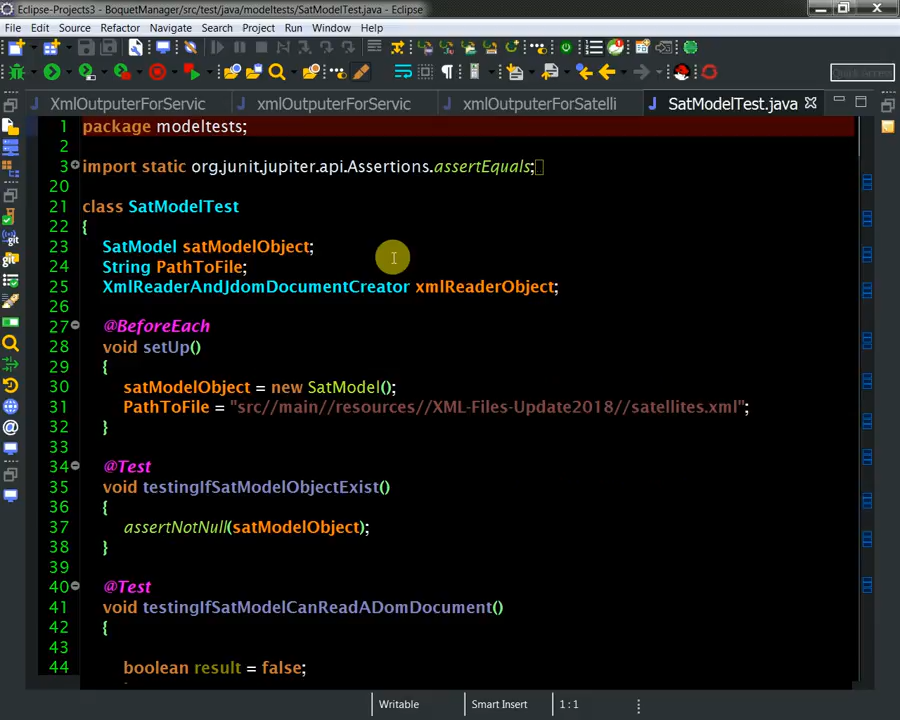 Eclipse-Projects3 - BoquetManager/src/test/java/modeltests/SatModelTest.java - Eclipse
File Edit Source Refactor Navigate Search Project Run Window Help
Quick Access
XmlOutputerForServic xmlOutputerForServic xmlOutputerForSatelli SatModelTest.java
1 package modeltests;
2
3 import static org.junit.jupiter.api.Assertions.assertEquals;
20
21 class SatModelTest
22 {
23 SatModel satModelObject;
24 String PathToFile;
25 XmlReaderAndJdomDocumentCreator xmlReaderObject;
26
27 @BeforeEach
28 void setUp()
29 {
30 satModelObject = new SatModel();
31 PathToFile = "src//main//resources//XML-Files-Update2018//satellites.xml";
32 }
33
34 @Test
35 void testingIfSatModelObjectExist()
36 {
37 assertNotNull(satModelObject);
38 }
39
40 @Test
41 void testingIfSatModelCanReadADomDocument()
42 {
43
44 boolean result = false;
Writable Smart Insert 1 : 1